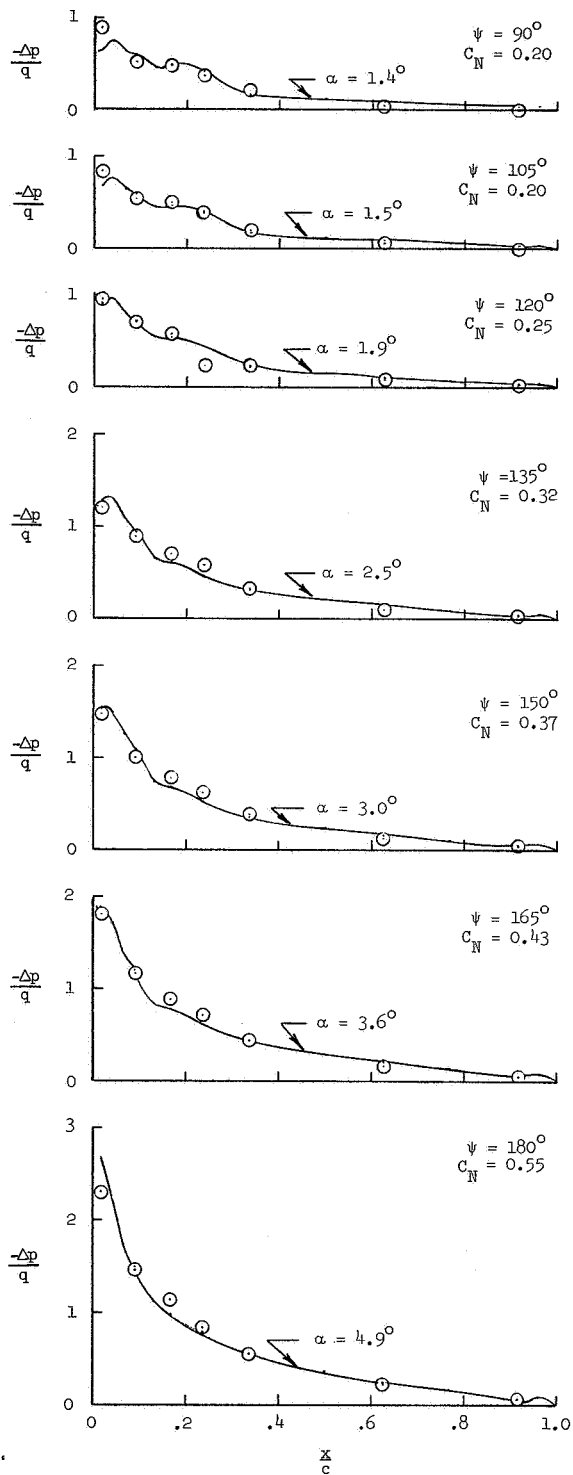 1
-Δp
q
0
ψ = 90°
C_N = 0.20
α = 1.4°
1
-Δp
q
0
ψ = 105°
C_N = 0.20
α = 1.5°
1
-Δp
q
0
ψ = 120°
C_N = 0.25
α = 1.9°
2
1
-Δp
q
0
ψ =135°
C_N = 0.32
α = 2.5°
2
1
-Δp
q
0
ψ = 150°
C_N = 0.37
α = 3.0°
2
1
-Δp
q
0
ψ = 165°
C_N = 0.43
α = 3.6°
3
2
1
-Δp
q
0
ψ = 180°
C_N = 0.55
α = 4.9°
0 .2 .4 .6 .8 1.0
x
c